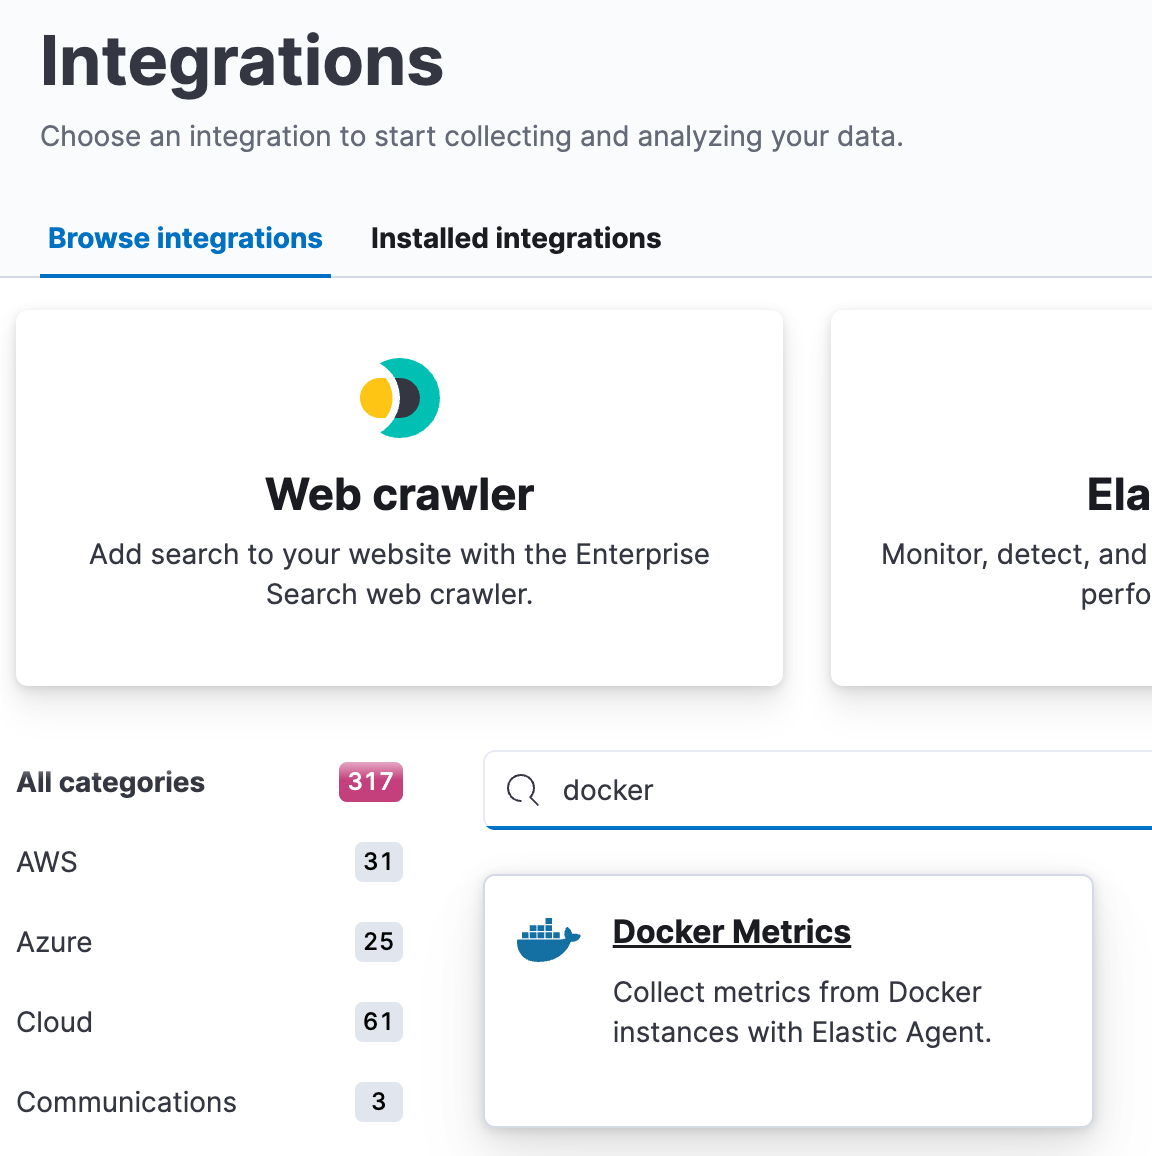 Integrations
Choose an integration to start collecting and analyzing your data.
Browse integrations
Installed integrations
Web crawler
Add search to your website with the Enterprise
Search web crawler.
Ela
Monitor, detect, and
perfo
All categories 317
AWS 31
Azure 25
Cloud 61
Communications 3
docker
Docker Metrics
Collect metrics from Docker
instances with Elastic Agent.